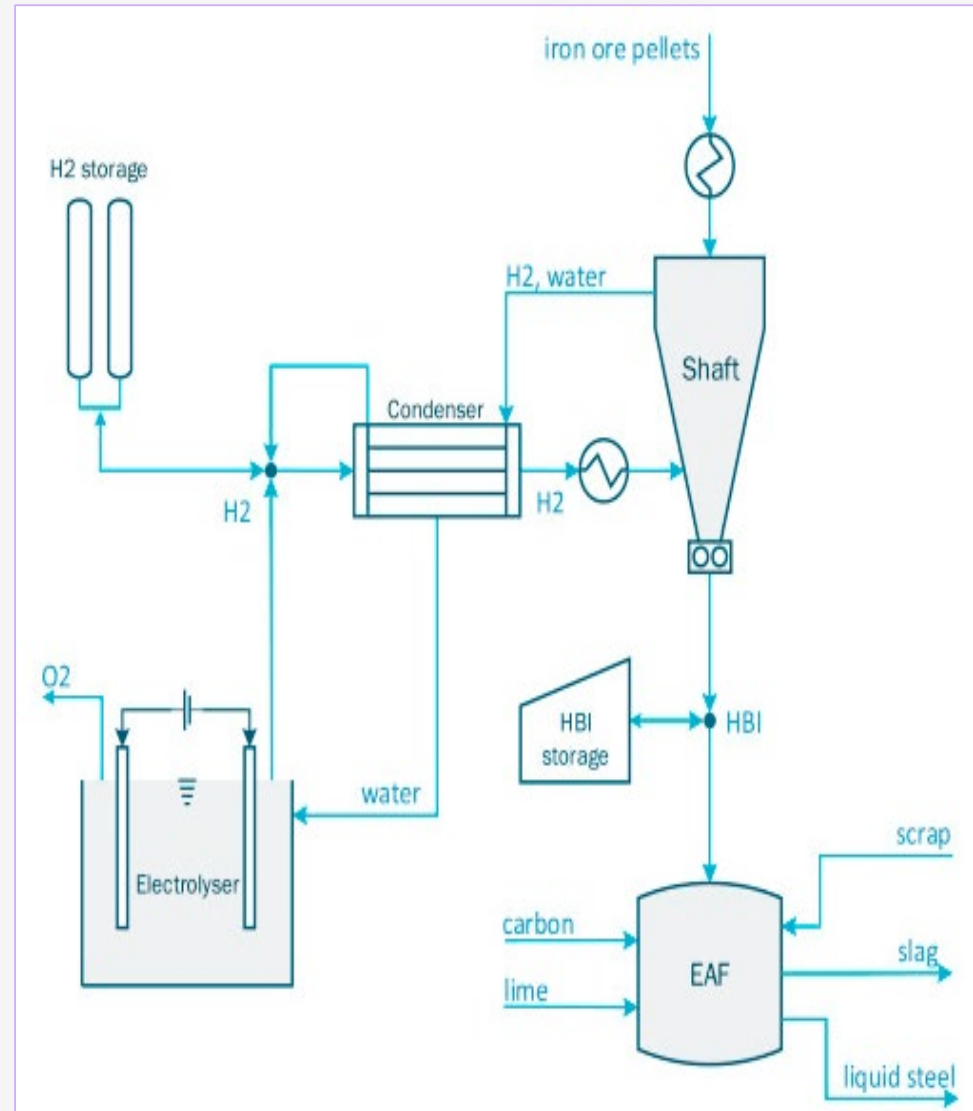 iron ore pellets
H2 storage
H2, water
Shaft
Condenser
H2
H2
O2
HBI
storage
HBI
water
Electrolyser
scrap
carbon
slag
EAF
lime
liquid steel